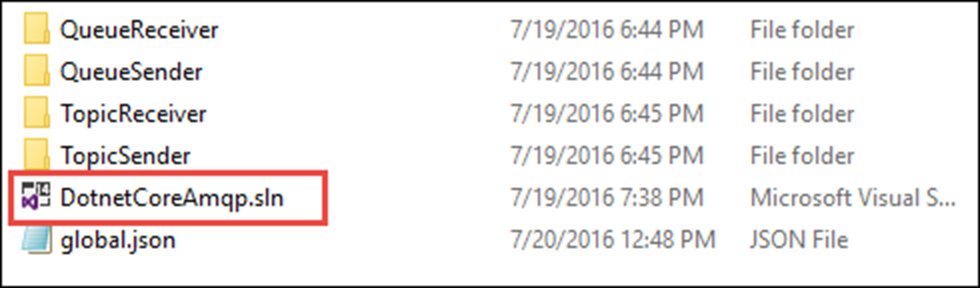 QueueReceiver 7/19/2016 6:44 PM File folder
QueueSender 7/19/2016 6:44 PM File folder
TopicReceiver 7/19/2016 6:45 PM File folder
TopicSender 7/19/2016 6:45 PM File folder
DotnetCoreAmqp.sln 7/19/2016 7:38 PM Microsoft Visual S...
global.json 7/20/2016 12:48 PM JSON File